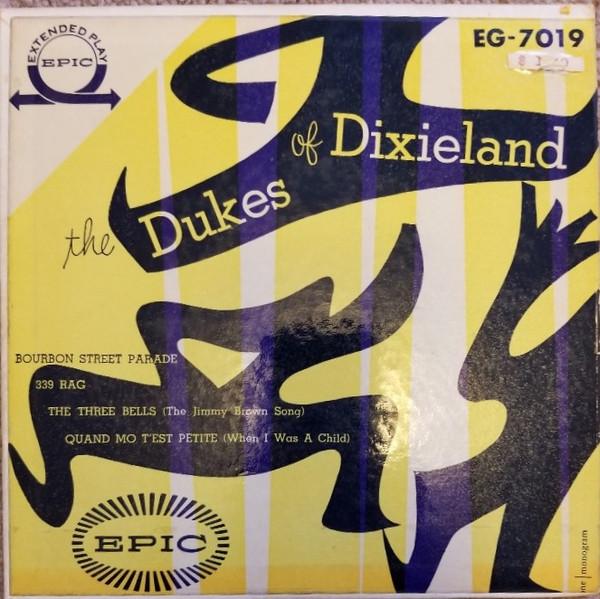 EXTENDED PLAY
EPIC
EG-7019
the Dukes of Dixieland
BOURBON STREET PARADE
339 RAG
THE THREE BELLS (The Jimmy Brown Song)
QUAND MO T'EST PETITE (When I Was A Child)
EPIC
monogram